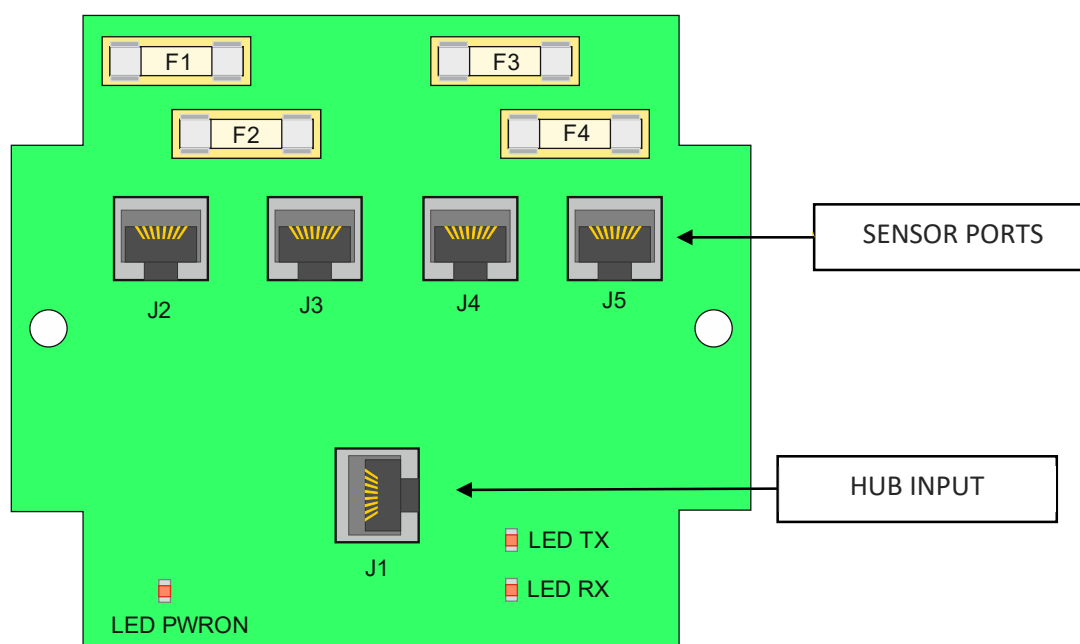 F1
F3
F2
F4
SENSOR PORTS
J2
J3
J4
J5
HUB INPUT
J1
LED TX
LED RX
LED PWRON